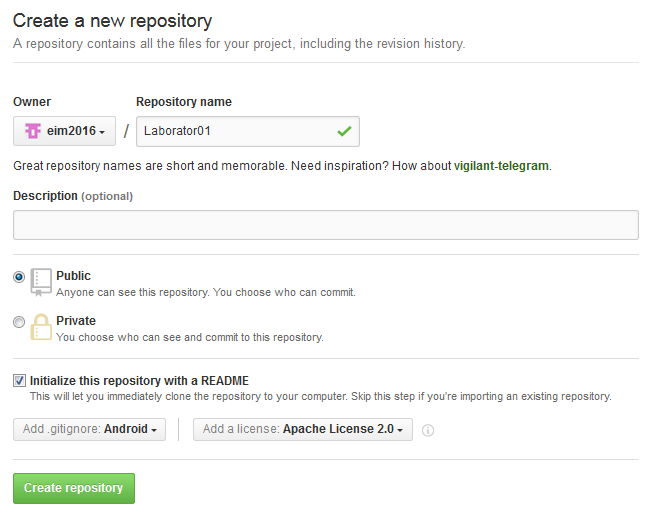 Create a new repository
A repository contains all the files for your project, including the revision history.
Owner
Repository name
eim2016
/
Laborator01
Great repository names are short and memorable. Need inspiration? How about vigilant-telegram.
Description (optional)
Public
Anyone can see this repository. You choose who can commit.
Private
You choose who can see and commit to this repository.
Initialize this repository with a README
This will let you immediately clone the repository to your computer. Skip this step if you're importing an existing repository.
Add .gitignore: Android
Add a license: Apache License 2.0
Create repository